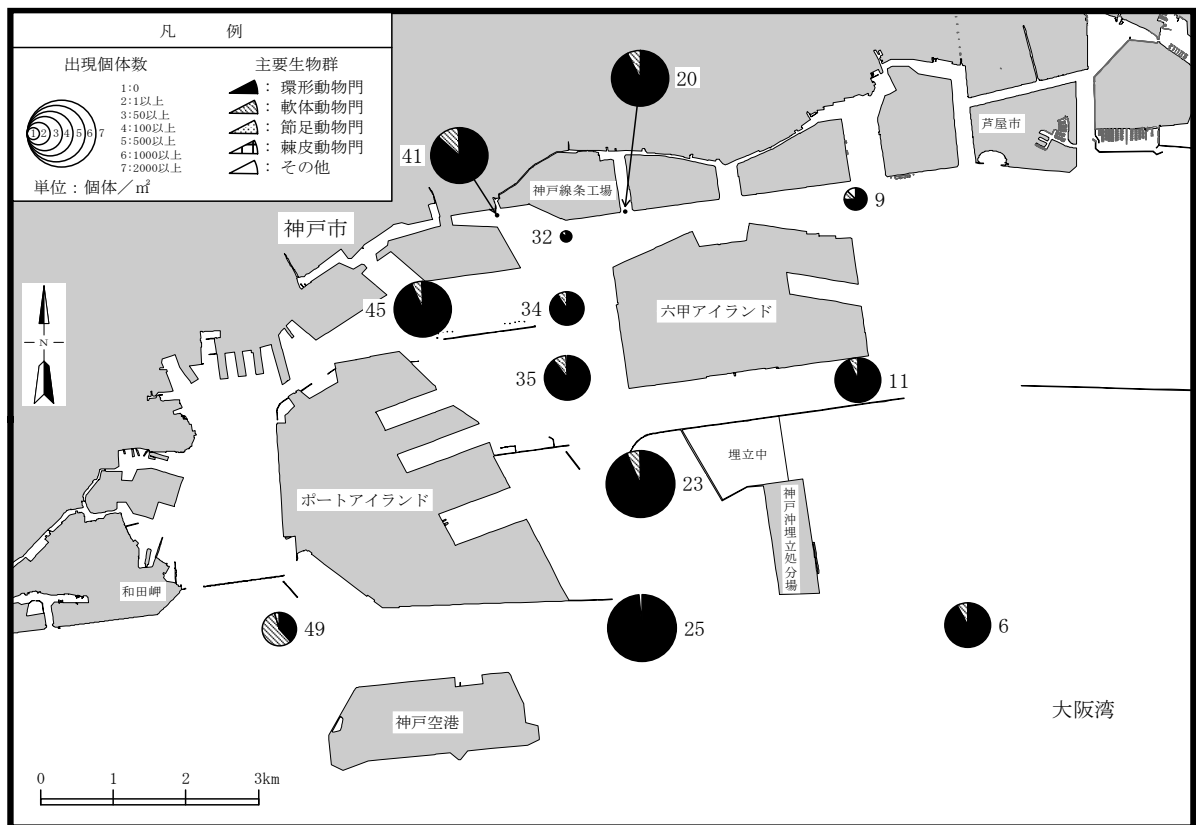 凡 例
出現個体数
1:0
2:1以上
3:50以上
4:100以上
5:500以上
6:1000以上
7:2000以上
1 2 3 4 5 6 7
単位：個体／㎡
主要生物群
：環形動物門
：軟体動物門
：節足動物門
：棘皮動物門
：その他
20
41
芦屋市
神戸線条工場
9
神戸市
32
45
34
六甲アイランド
N
35
11
埋立中
23
ポートアイランド
神戸沖埋立処分場
和田岬
49
25
6
神戸空港
大阪湾
0 1 2 3km